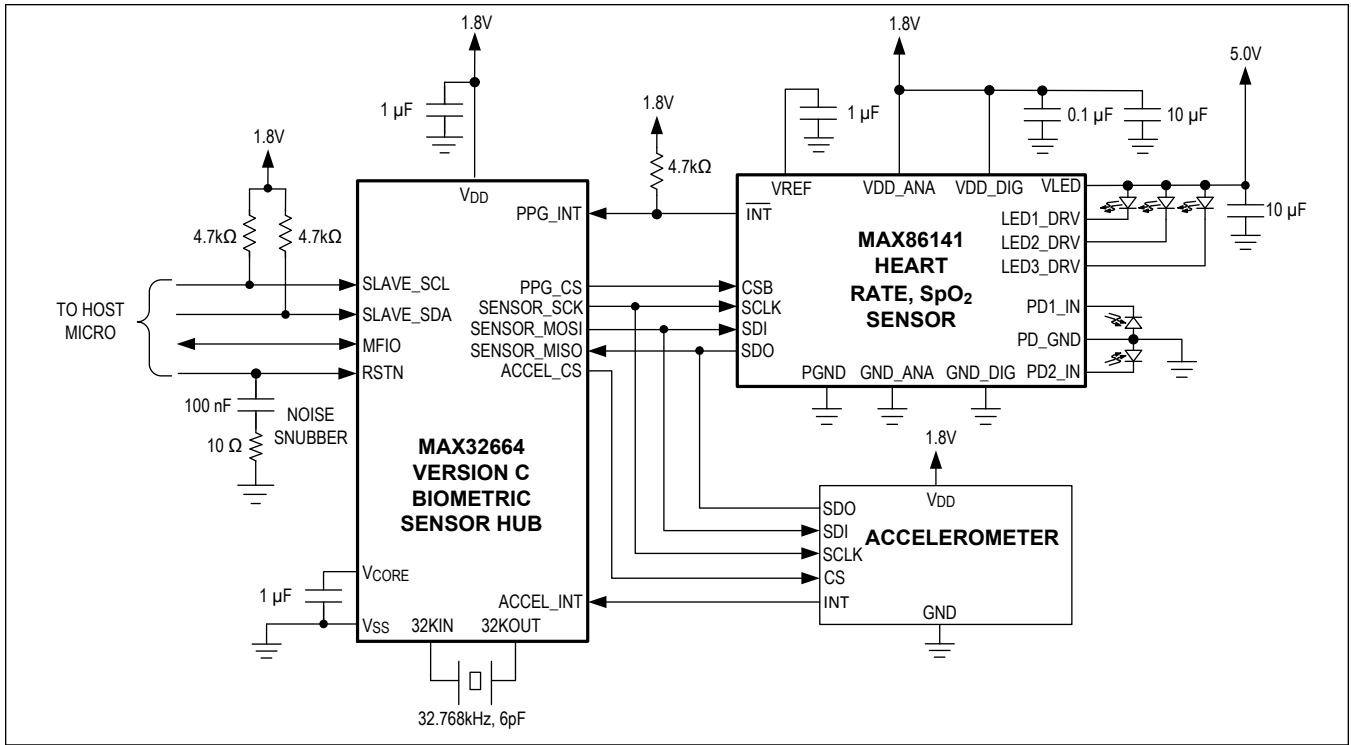 1.8V
1.8V
5.0V
1 µF
1.8V
1 µF
0.1 µF
10 µF
1.8V
4.7kΩ
VDD
VREF
VDD_ANA
VDD_DIG
VLED
4.7kΩ
4.7kΩ
PPG_INT
INT
LED1_DRV
10 µF
LED2_DRV
LED3_DRV
MAX86141
HEART
RATE, SpO2
SENSOR
TO HOST
MICRO
SLAVE_SCL
SLAVE_SDA
MFIO
RSTN
PPG_CS
SENSOR_SCK
SENSOR_MOSI
SENSOR_MISO
ACCEL_CS
CSB
SCLK
SDI
SDO
PD1_IN
PD_GND
PD2_IN
PGND
GND_ANA
GND_DIG
100 nF
NOISE
SNUBBER
10 Ω
MAX32664
VERSION C
BIOMETRIC
SENSOR HUB
1.8V
VDD
SDO
SDI
SCLK
CS
INT
ACCELEROMETER
GND
VCORE
1 µF
VSS
32KIN
32KOUT
ACCEL_INT
32.768kHz, 6pF